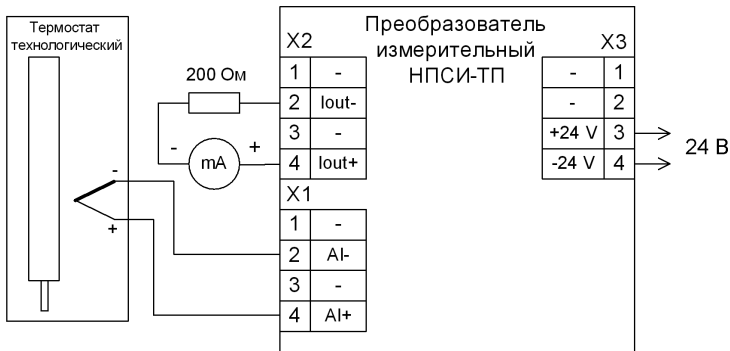 Термостат
технологический
200 Ом
-
+
mA
-
+
Преобразователь
измерительный
НПСИ-ТП
X2
1 -
2 Iout-
3 -
4 Iout+
X1
1 -
2 AI-
3 -
4 AI+
X3
- 1
- 2
+24 V 3
-24 V 4
24 В